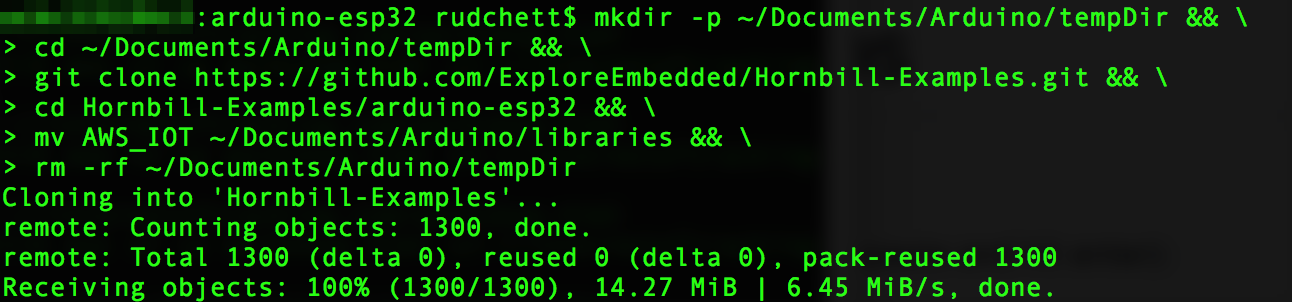 :arduino-esp32 rudchett$ mkdir -p ~/Documents/Arduino/tempDir && \
> cd ~/Documents/Arduino/tempDir && \
> git clone https://github.com/ExploreEmbedded/Hornbill-Examples.git && \
> cd Hornbill-Examples/arduino-esp32 && \
> mv AWS_IOT ~/Documents/Arduino/libraries && \
> rm -rf ~/Documents/Arduino/tempDir
Cloning into 'Hornbill-Examples'...
remote: Counting objects: 1300, done.
remote: Total 1300 (delta 0), reused 0 (delta 0), pack-reused 1300
Receiving objects: 100% (1300/1300), 14.27 MiB | 6.45 MiB/s, done.